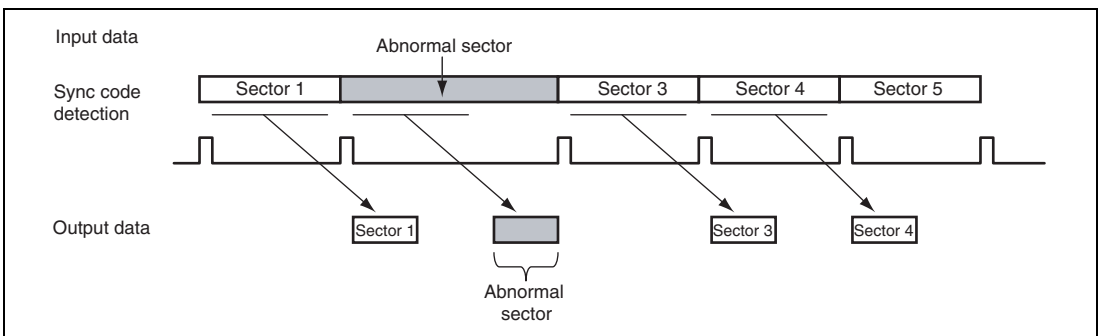 Input data
Abnormal sector
Sync code
detection
Sector 1
Sector 3
Sector 4
Sector 5
Output data
Sector 1
Sector 3
Sector 4
Abnormal
sector